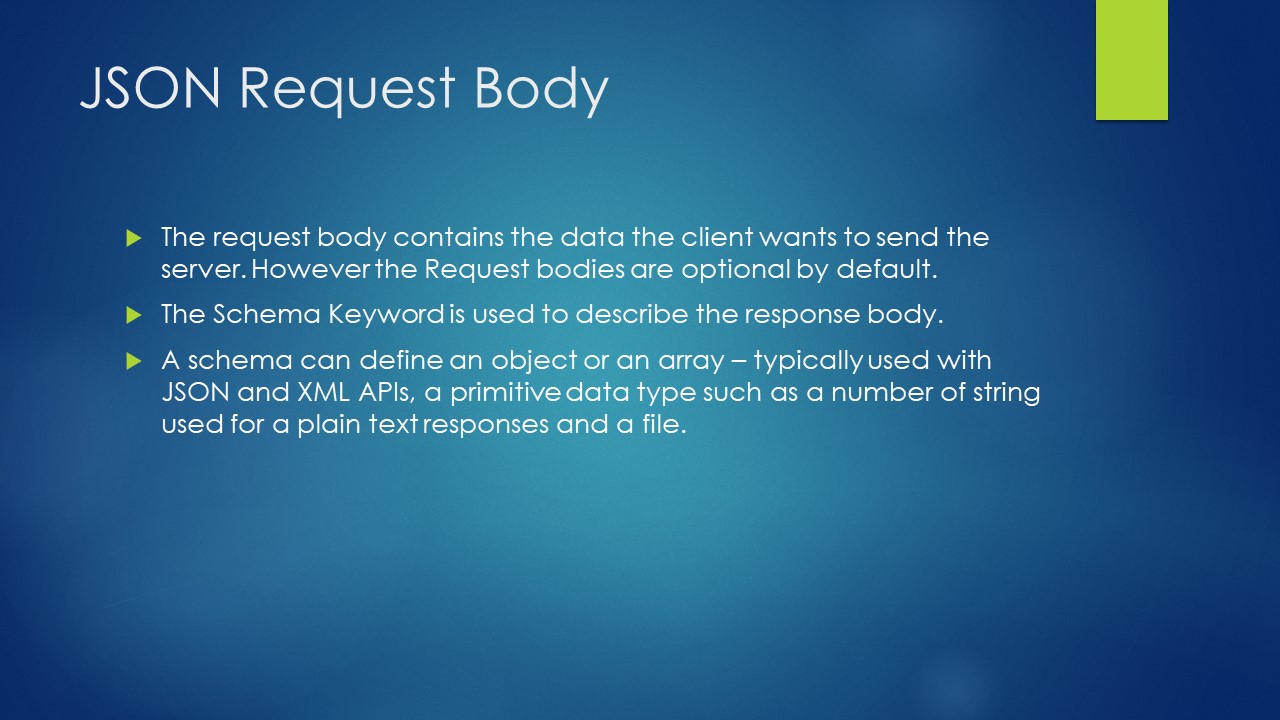 JSON Request Body
The request body contains the data the client wants to send the
server. However the Request bodies are optional by default.
The Schema Keyword is used to describe the response body.
A schema can define an object or an array – typically used with
JSON and XML APIs, a primitive data type such as a number of string
used for a plain text responses and a file.